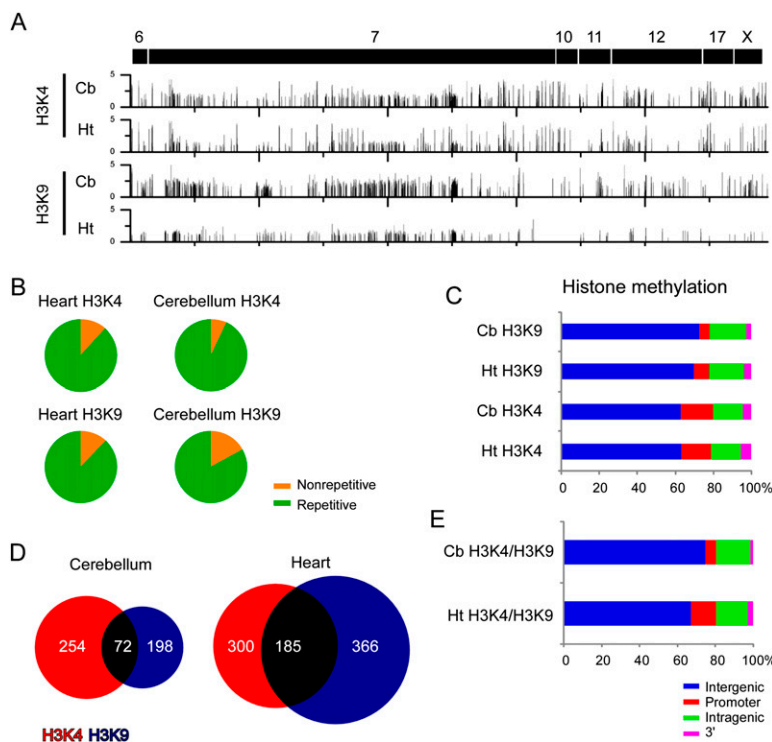 A
6 7 10 11 12 17 X
H3K4
Cb
5
0
Ht
5
0
H3K9
Cb
5
0
Ht
5
0
B
Heart H3K4 Cerebellum H3K4
Heart H3K9 Cerebellum H3K9
Nonrepetitive
Repetitive
C
Histone methylation
Cb H3K9
Ht H3K9
Cb H3K4
Ht H3K4
0 20 40 60 80 100%
D
Cerebellum Heart
254 72 198 300 185 366
H3K4 H3K9
E
Cb H3K4/H3K9
Ht H3K4/H3K9
0 20 40 60 80 100%
Intergenic
Promoter
Intragenic
3'